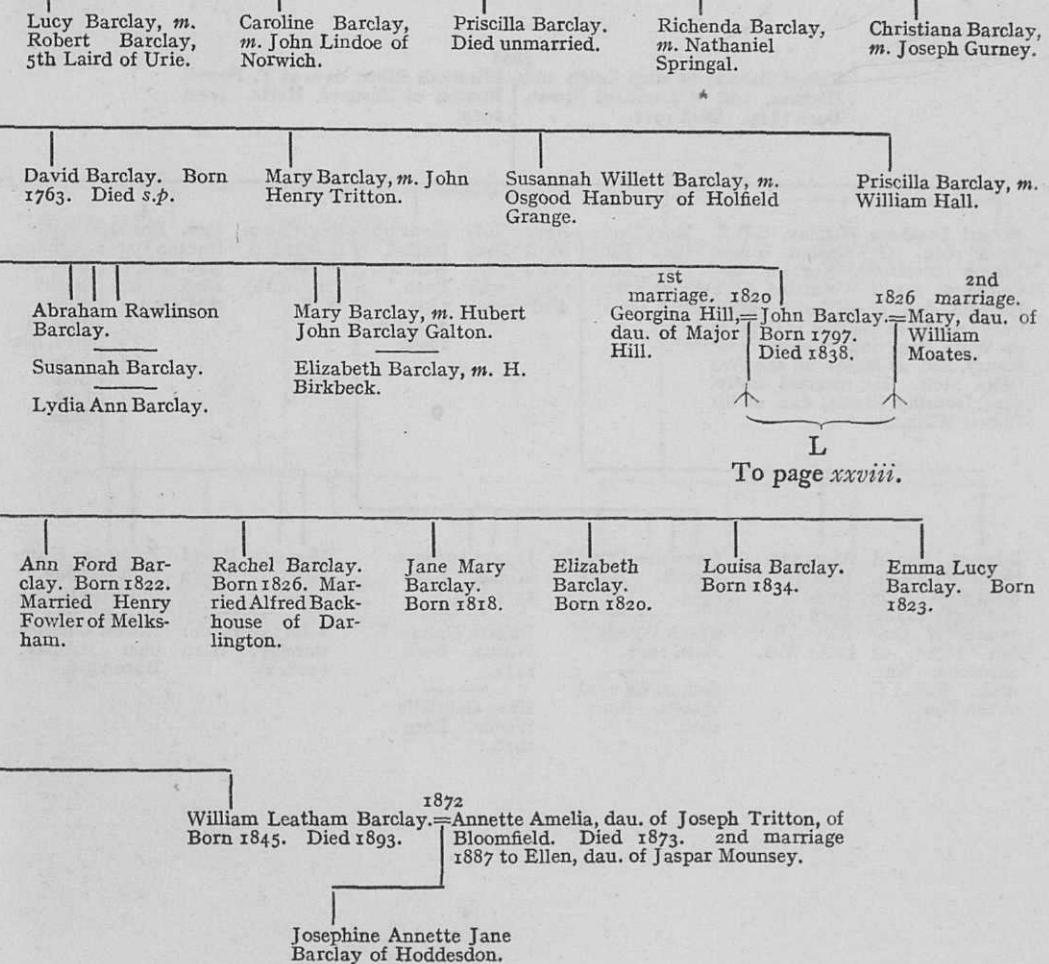 Lucy Barclay, m.
Robert Barclay,
5th Laird of Urie.
Caroline Barclay,
m. John Lindoe of
Norwich.
Priscilla Barclay.
Died unmarried.
Richenda Barclay,
m. Nathaniel
Springal.
Christiana Barclay,
m. Joseph Gurney.
David Barclay. Born
1763. Died s.p.
Mary Barclay, m. John
Henry Tritton.
Susannah Willett Barclay, m.
Osgood Hanbury of Holfield
Grange.
Priscilla Barclay, m.
William Hall.
Abraham Rawlinson
Barclay.
Susannah Barclay.
Lydia Ann Barclay.
Mary Barclay, m. Hubert
John Barclay Galton.
Elizabeth Barclay, m. H.
Birkbeck.
1st
marriage. 1820
Georgina Hill,=John Barclay.=Mary, dau. of
dau. of Major
Hill.
Born 1797.
Died 1838.
2nd
1826 marriage.
William
Moates.
L
To page xxviii.
Ann Ford Bar-
clay. Born 1822.
Married Henry
Fowler of Melks-
ham.
Rachel Barclay.
Born 1826. Mar-
ried Alfred Back-
house of Dar-
lington.
Jane Mary
Barclay.
Born 1818.
Elizabeth
Barclay.
Born 1820.
Louisa Barclay.
Born 1834.
Emma Lucy
Barclay. Born
1823.
1872
William Leatham Barclay.=Annette Amelia, dau. of Joseph Tritton, of
Born 1845. Died 1893.
Bloomfield. Died 1873. 2nd marriage
1887 to Ellen, dau. of Jaspar Mounsey.
Josephine Annette Jane
Barclay of Hoddesdon.